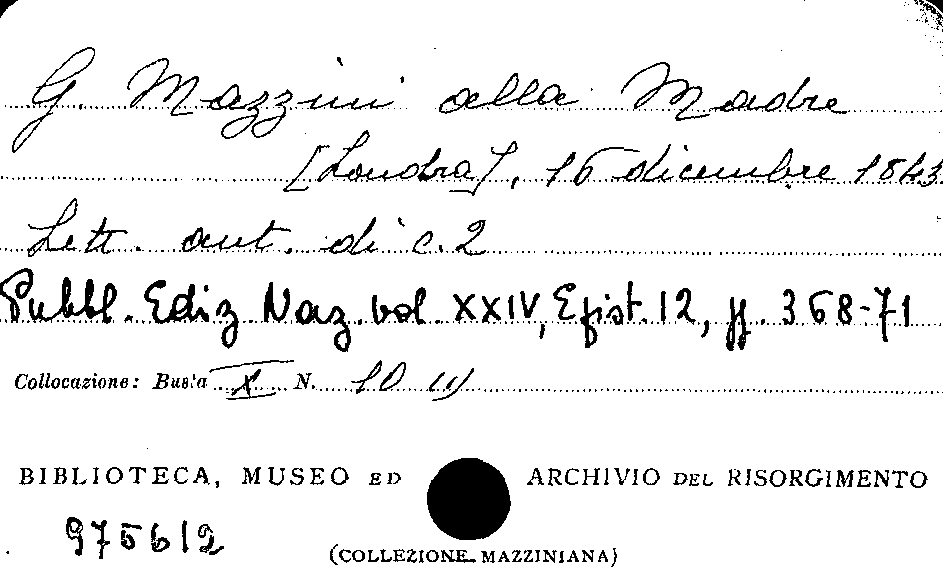 G. Mazzini alla Madre
[Londra], 16 dicembre 1843
Lett. aut. di c. 2
Pubbl. Ediz Naz. vol. XXIV, Epist. 12, pp. 368-71
Collocazione: Busta X N. 10 (1)
BIBLIOTECA, MUSEO ED ARCHIVIO DEL RISORGIMENTO
975612
(COLLEZIONE MAZZINIANA)